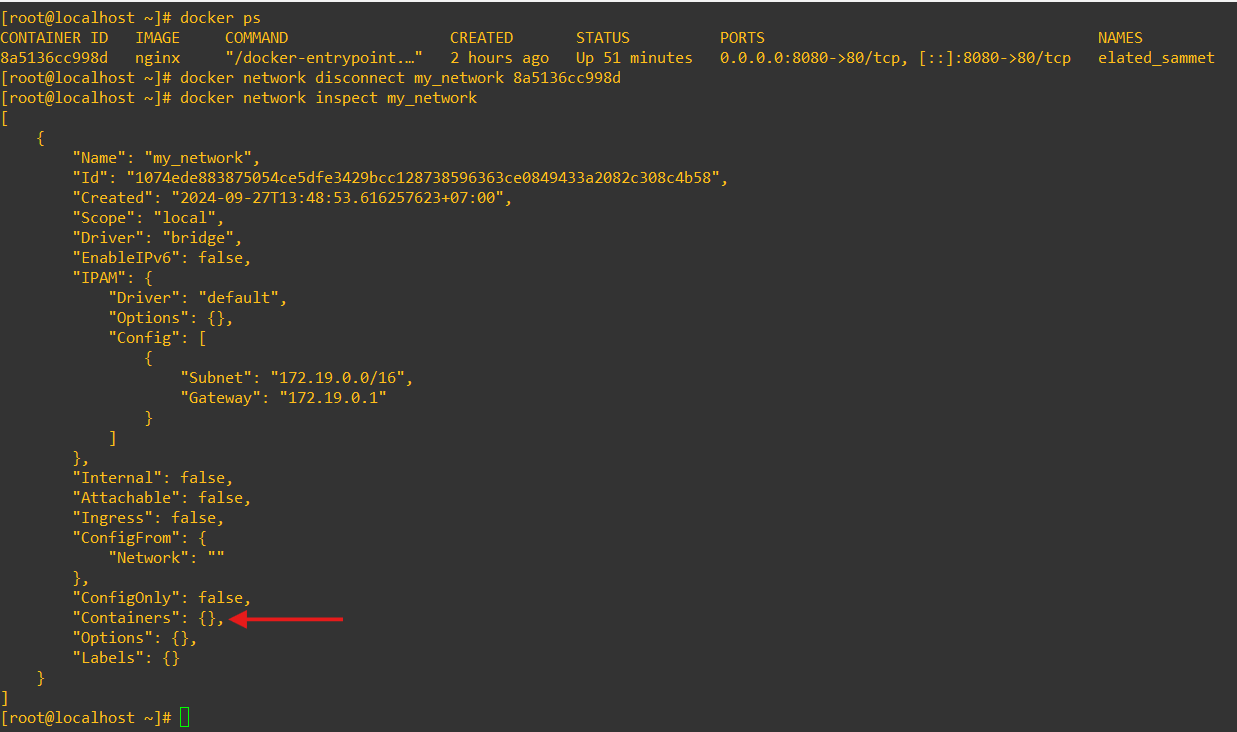 [root@localhost ~]# docker ps
CONTAINER ID   IMAGE     COMMAND                  CREATED       STATUS          PORTS                                   NAMES
8a5136cc998d   nginx     "/docker-entrypoint.…"   2 hours ago   Up 51 minutes   0.0.0.0:8080->80/tcp, [::]:8080->80/tcp   elated_sammet
[root@localhost ~]# docker network disconnect my_network 8a5136cc998d
[root@localhost ~]# docker network inspect my_network
[
    {
        "Name": "my_network",
        "Id": "1074ede883875054ce5dfe3429bcc128738596363ce0849433a2082c308c4b58",
        "Created": "2024-09-27T13:48:53.616257623+07:00",
        "Scope": "local",
        "Driver": "bridge",
        "EnableIPv6": false,
        "IPAM": {
            "Driver": "default",
            "Options": {},
            "Config": [
                {
                    "Subnet": "172.19.0.0/16",
                    "Gateway": "172.19.0.1"
                }
            ]
        },
        "Internal": false,
        "Attachable": false,
        "Ingress": false,
        "ConfigFrom": {
            "Network": ""
        },
        "ConfigOnly": false,
        "Containers": {},
        "Options": {},
        "Labels": {}
    }
]
[root@localhost ~]#